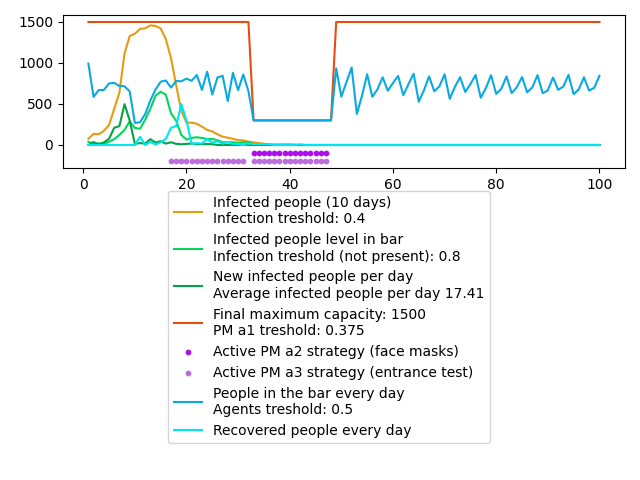 1500
1000
500
0
0 20 40 60 80 100
Infected people (10 days)
Infection treshold: 0.4
Infected people level in bar
Infection treshold (not present): 0.8
New infected people per day
Average infected people per day 17.41
Final maximum capacity: 1500
PM a1 treshold: 0.375
Active PM a2 strategy (face masks)
Active PM a3 strategy (entrance test)
People in the bar every day
Agents treshold: 0.5
Recovered people every day